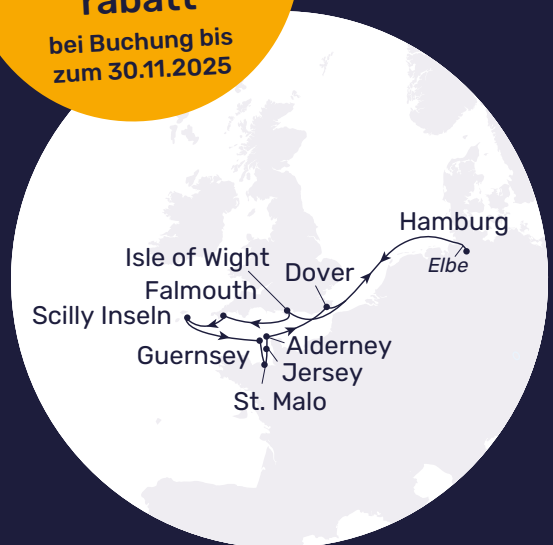 rabatt
bei Buchung bis
zum 30.11.2025
Hamburg
Elbe
Isle of Wight
Dover
Falmouth
Scilly Inseln
Guernsey
Alderney
Jersey
St. Malo